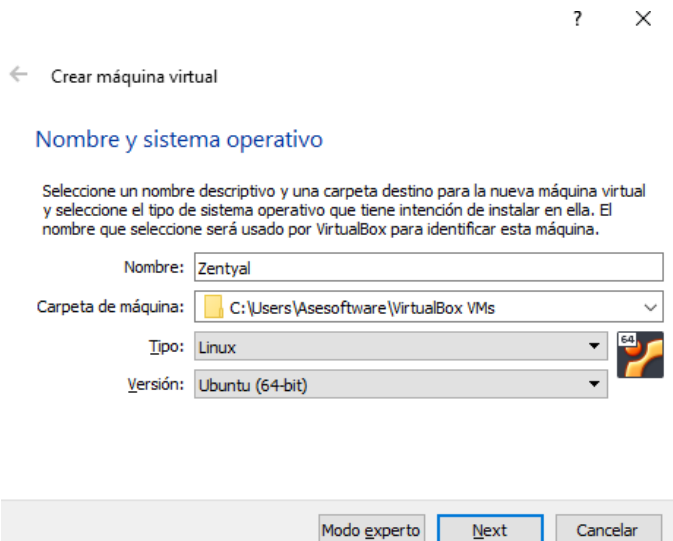 ?
Crear máquina virtual
Nombre y sistema operativo
Seleccione un nombre descriptivo y una carpeta destino para la nueva máquina virtual
y seleccione el tipo de sistema operativo que tiene intención de instalar en ella. El
nombre que seleccione será usado por VirtualBox para identificar esta máquina.
Nombre: Zentyal
Carpeta de máquina: C:\Users\Asesoftware\VirtualBox VMs
Tipo: Linux
64
Versión: Ubuntu (64-bit)
Modo experto Next Cancelar